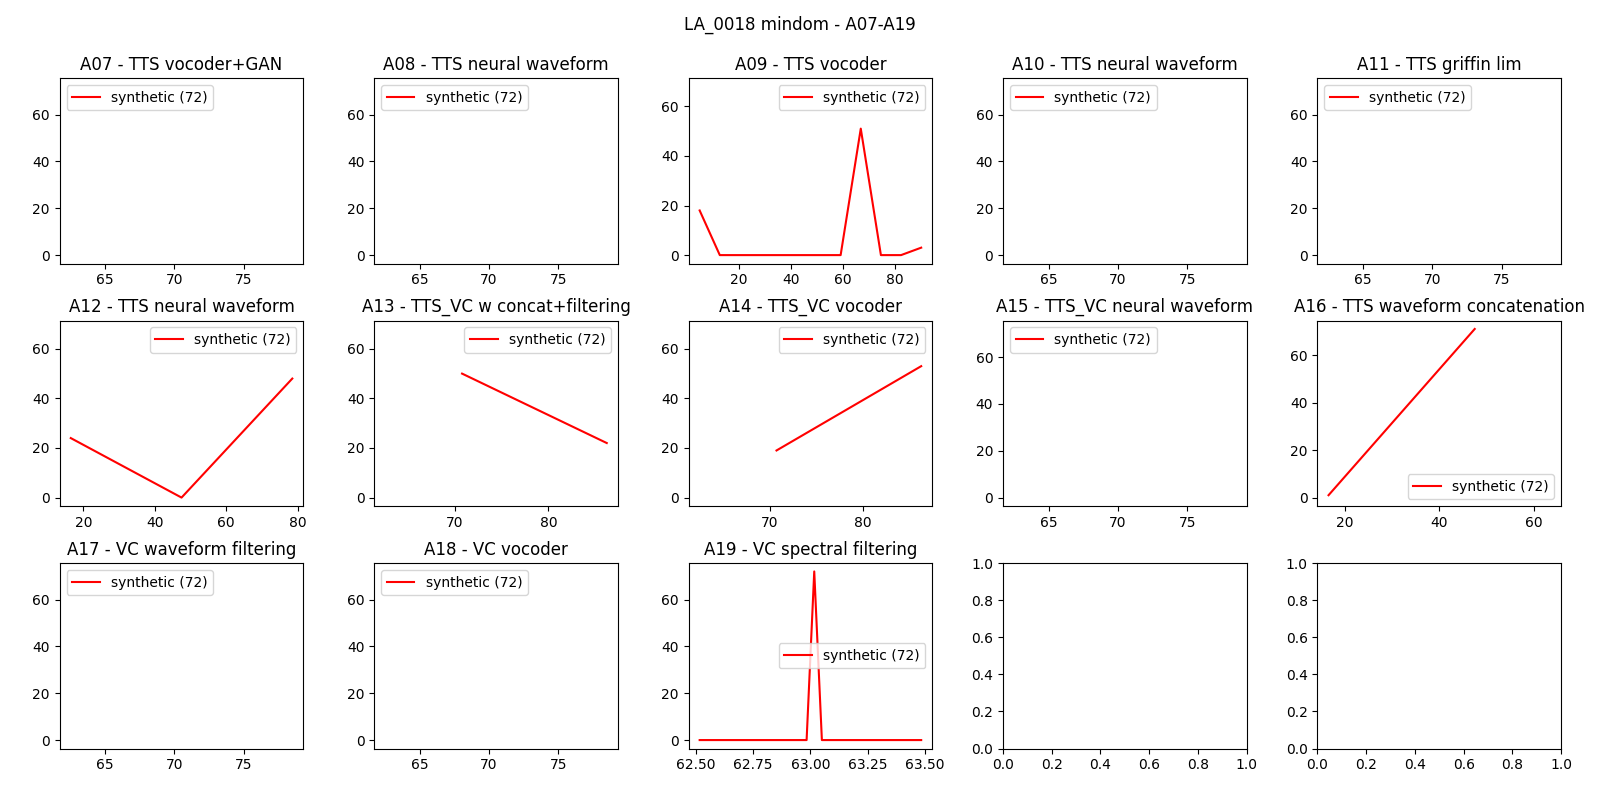 LA_0018 mindom - A07-A19
A07 - TTS vocoder+GAN
A08 - TTS neural waveform
A09 - TTS vocoder
A10 - TTS neural waveform
A11 - TTS griffin lim
synthetic (72)
synthetic (72)
synthetic (72)
synthetic (72)
synthetic (72)
60
40
20
0
65 70 75
60
40
20
0
65 70 75
60
40
20
0
20 40 60 80
60
40
20
0
65 70 75
60
40
20
0
65 70 75
A12 - TTS neural waveform
A13 - TTS_VC w concat+filtering
A14 - TTS_VC vocoder
A15 - TTS_VC neural waveform
A16 - TTS waveform concatenation
synthetic (72)
synthetic (72)
synthetic (72)
synthetic (72)
synthetic (72)
60
40
20
0
20 40 60 80
60
40
20
0
70 80
60
40
20
0
70 80
60
40
20
0
65 70 75
60
40
20
0
20 40 60
A17 - VC waveform filtering
A18 - VC vocoder
A19 - VC spectral filtering
synthetic (72)
synthetic (72)
synthetic (72)
60
40
20
0
65 70 75
60
40
20
0
65 70 75
60
40
20
0
62.50 62.75 63.00 63.25 63.50
1.0
0.8
0.6
0.4
0.2
0.0
0.0 0.2 0.4 0.6 0.8 1.0
1.0
0.8
0.6
0.4
0.2
0.0
0.0 0.2 0.4 0.6 0.8 1.0